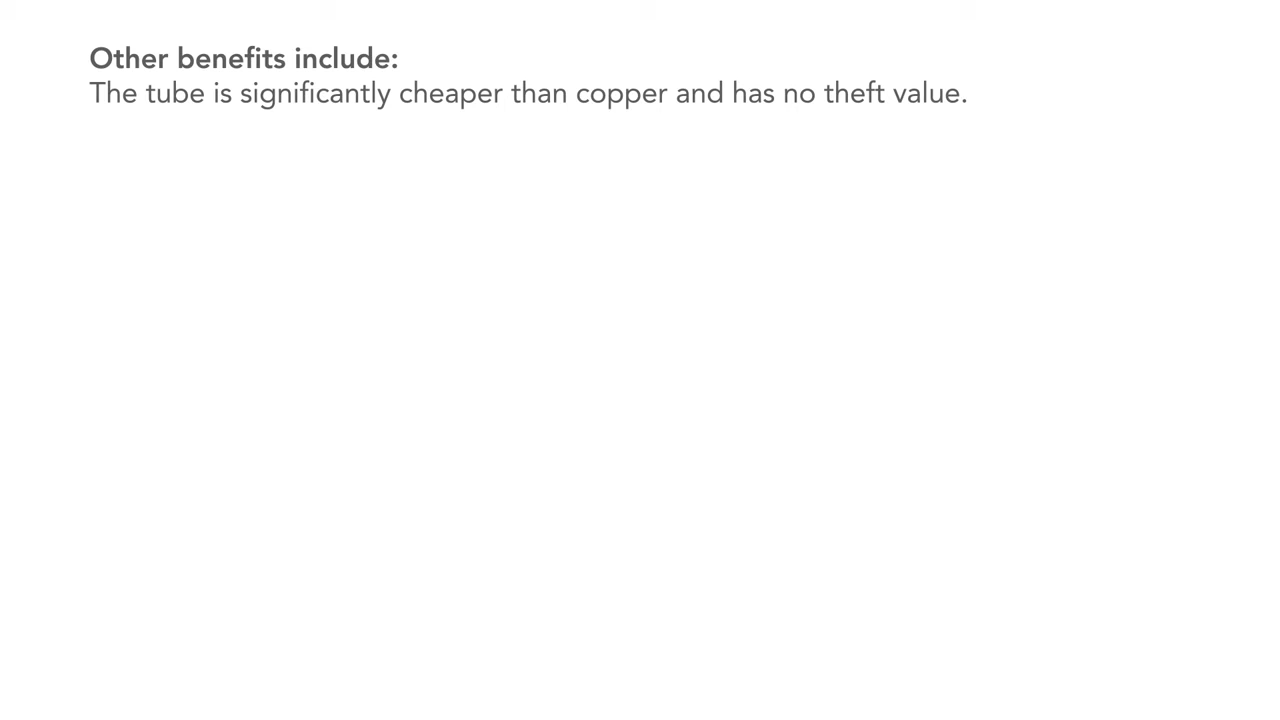 Other benefits include:
The tube is significantly cheaper than copper and has no theft value.